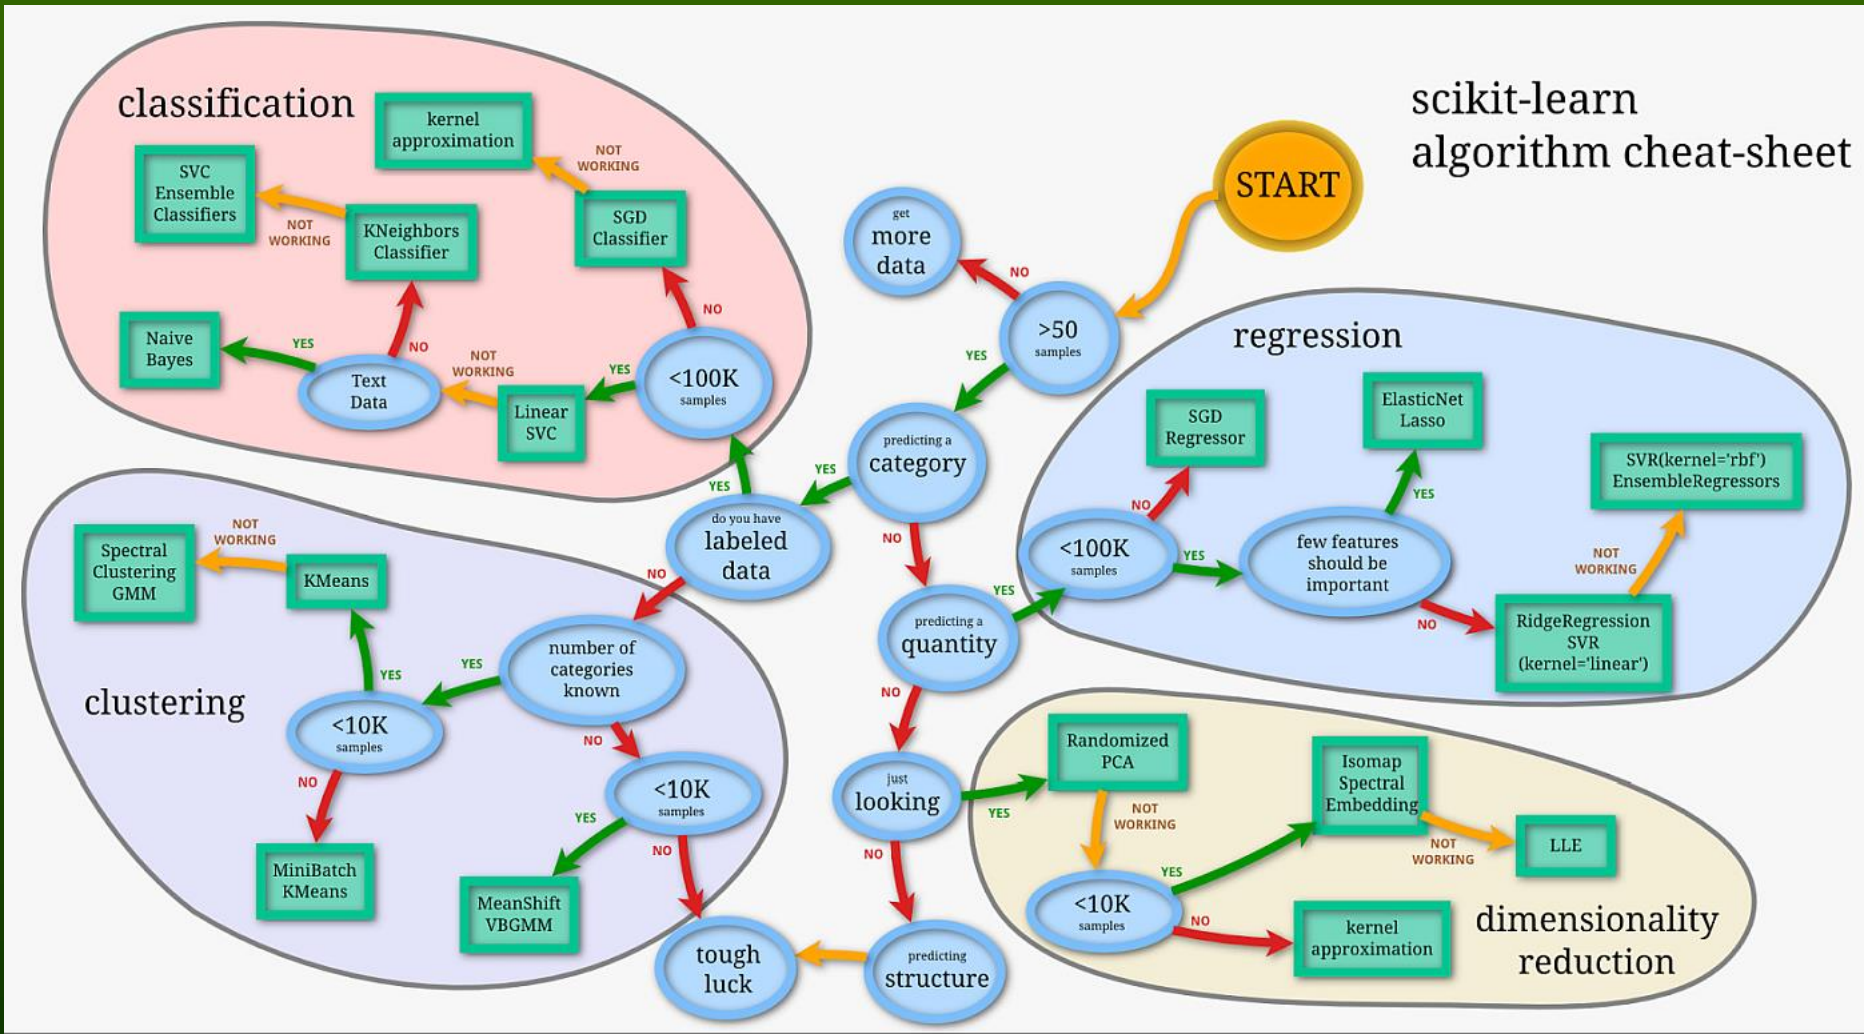 scikit-learn
algorithm cheat-sheet
START
get
more
data
NO
>50
samples
YES
predicting a
category
YES
NO
do you have
labeled
data
YES
NO
predicting a
quantity
YES
NO
just
looking
YES
NO
predicting
structure
tough
luck
classification
kernel
approximation
NOT
WORKING
SVC
Ensemble
Classifiers
NOT
WORKING
KNeighbors
Classifier
SGD
Classifier
NO
Naive
Bayes
YES
NO
Text
Data
NOT
WORKING
Linear
SVC
YES
<100K
samples
regression
SGD
Regressor
NO
ElasticNet
Lasso
YES
SVR(kernel='rbf')
EnsembleRegressors
<100K
samples
YES
few features
should be
important
NOT
WORKING
NO
RidgeRegression
SVR
(kernel='linear')
clustering
Spectral
Clustering
GMM
NOT
WORKING
KMeans
YES
number of
categories
known
YES
NO
<10K
samples
NO
<10K
samples
YES
NO
MiniBatch
KMeans
MeanShift
VBGMM
Randomized
PCA
NOT
WORKING
Isomap
Spectral
Embedding
NOT
WORKING
LLE
YES
<10K
samples
NO
kernel
approximation
dimensionality
reduction